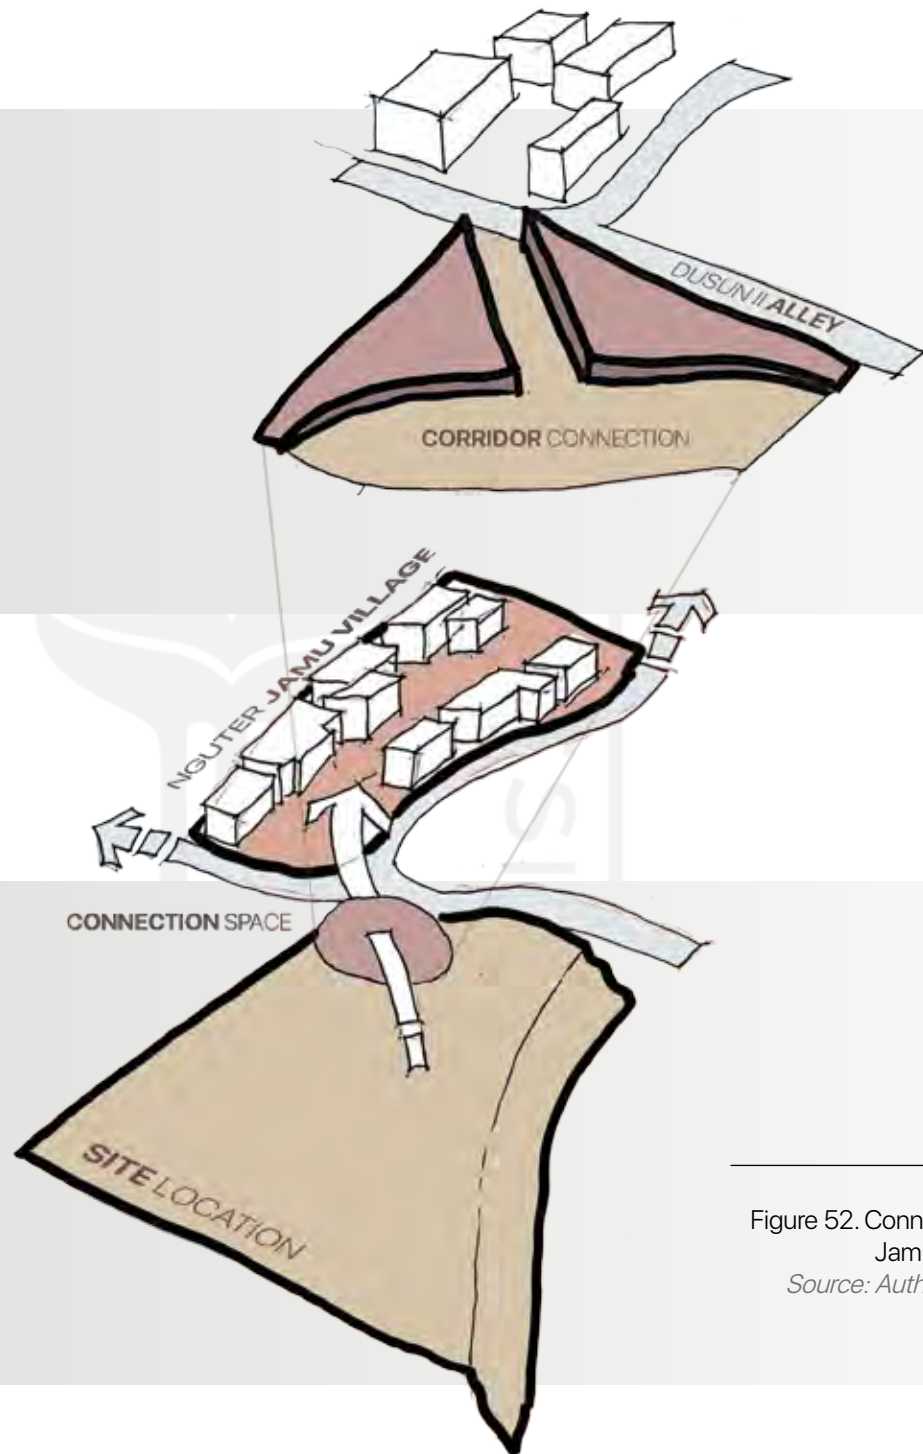 DUSUN II ALLEY
CORRIDOR CONNECTION
NGUTER JAMU VILLAGE
CONNECTION SPACE
SITE LOCATION
Figure 52. Conn
Jam
Source: Auth